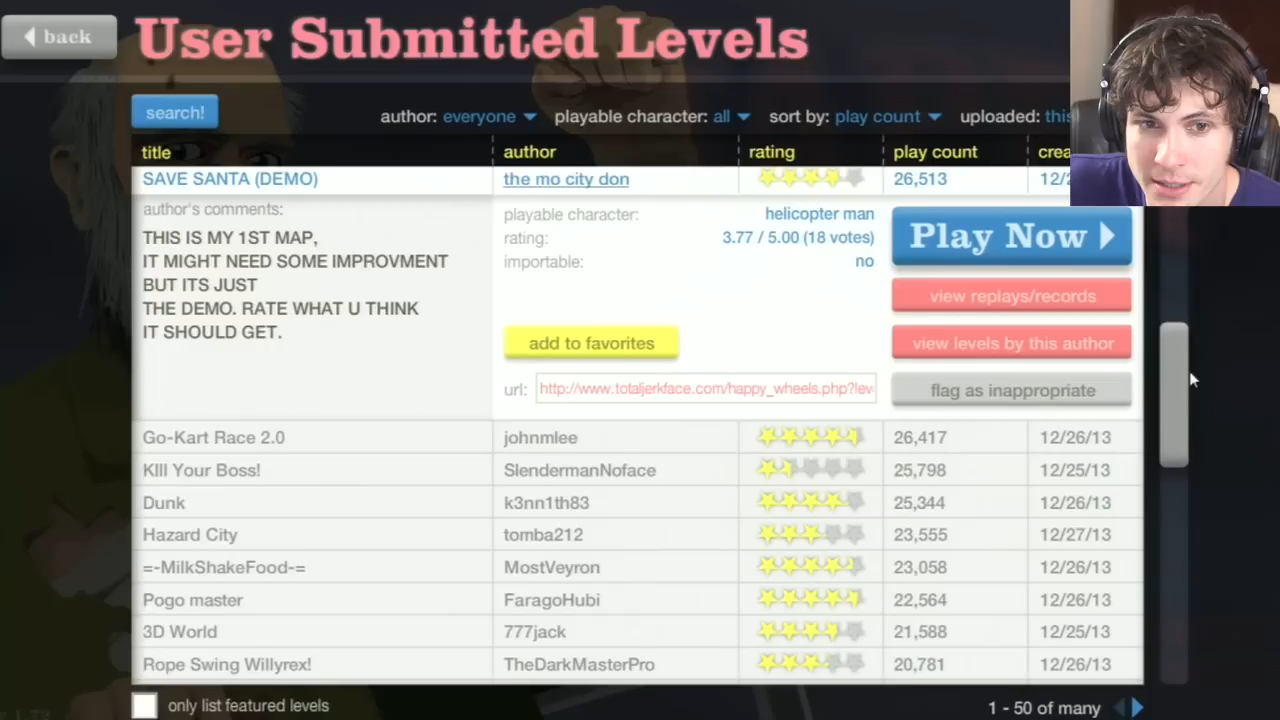 back
User Submitted Levels
search!
author: everyone playable character: all sort by: play count uploaded: this
title author rating play count
SAVE SANTA (DEMO) the mo city don 26,513 12/2
author's comments:
THIS IS MY 1ST MAP,
IT MIGHT NEED SOME IMPROVMENT
BUT ITS JUST
THE DEMO. RATE WHAT U THINK
IT SHOULD GET.
playable character: helicopter man
rating: 3.77 / 5.00 (18 votes)
importable: no
add to favorites
url: http://www.totaljerkface.com/happy_wheels.php?lev
Play Now
view replays/records
view levels by this author
flag as inappropriate
Go-Kart Race 2.0 johnmlee 26,417 12/26/13
KIll Your Boss! SlendermanNoface 25,798 12/25/13
Dunk k3nn1th83 25,344 12/26/13
Hazard City tomba212 23,555 12/27/13
=-MilkShakeFood-= MostVeyron 23,058 12/26/13
Pogo master FaragoHubi 22,564 12/26/13
3D World 777jack 21,588 12/25/13
Rope Swing Willyrex! TheDarkMasterPro 20,781 12/26/13
only list featured levels 1 - 50 of many